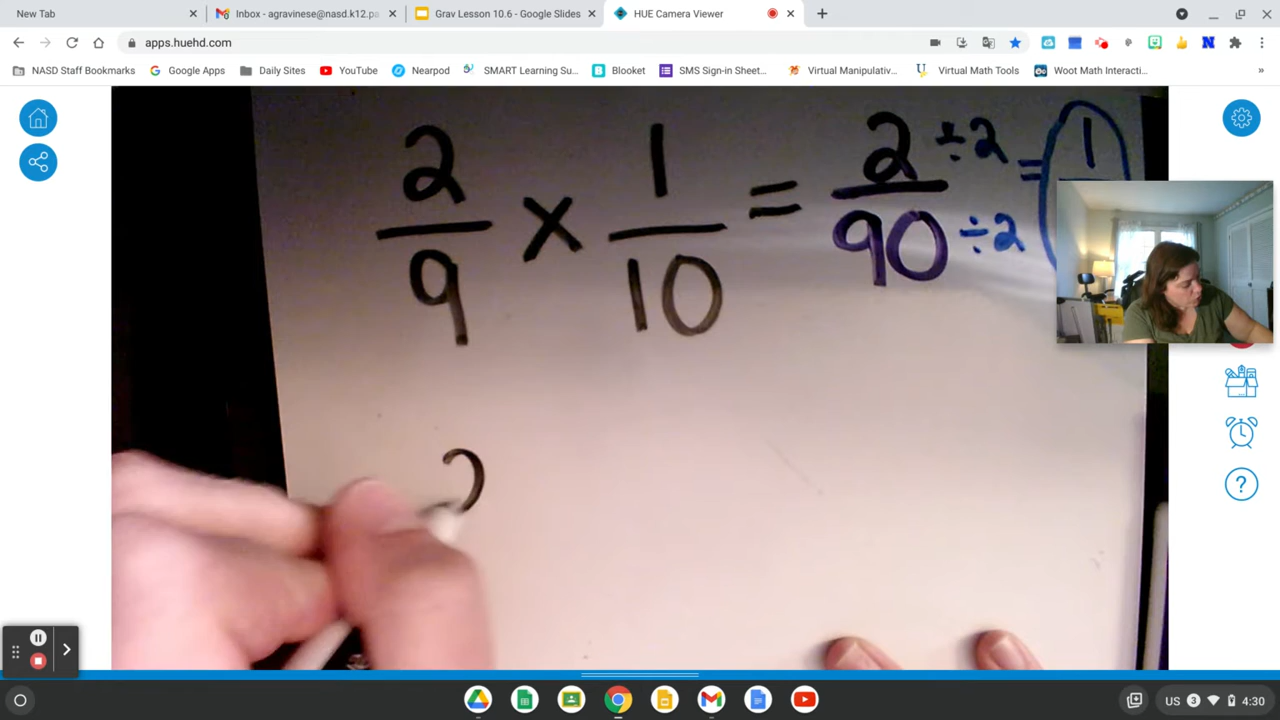 New Tab
Inbox - agravinese@nasd.k12.pa
Grav Lesson 10.6 - Google Slides
HUE Camera Viewer
apps.huehd.com
NASD Staff Bookmarks
Google Apps
Daily Sites
YouTube
Nearpod
SMART Learning Su...
Blooket
SMS Sign-in Sheet...
Virtual Manipulativ...
Virtual Math Tools
Woot Math Interacti...
»
2/9 × 1/10 = 2/90 ÷2/÷2 = 1
2
US 3 4:30